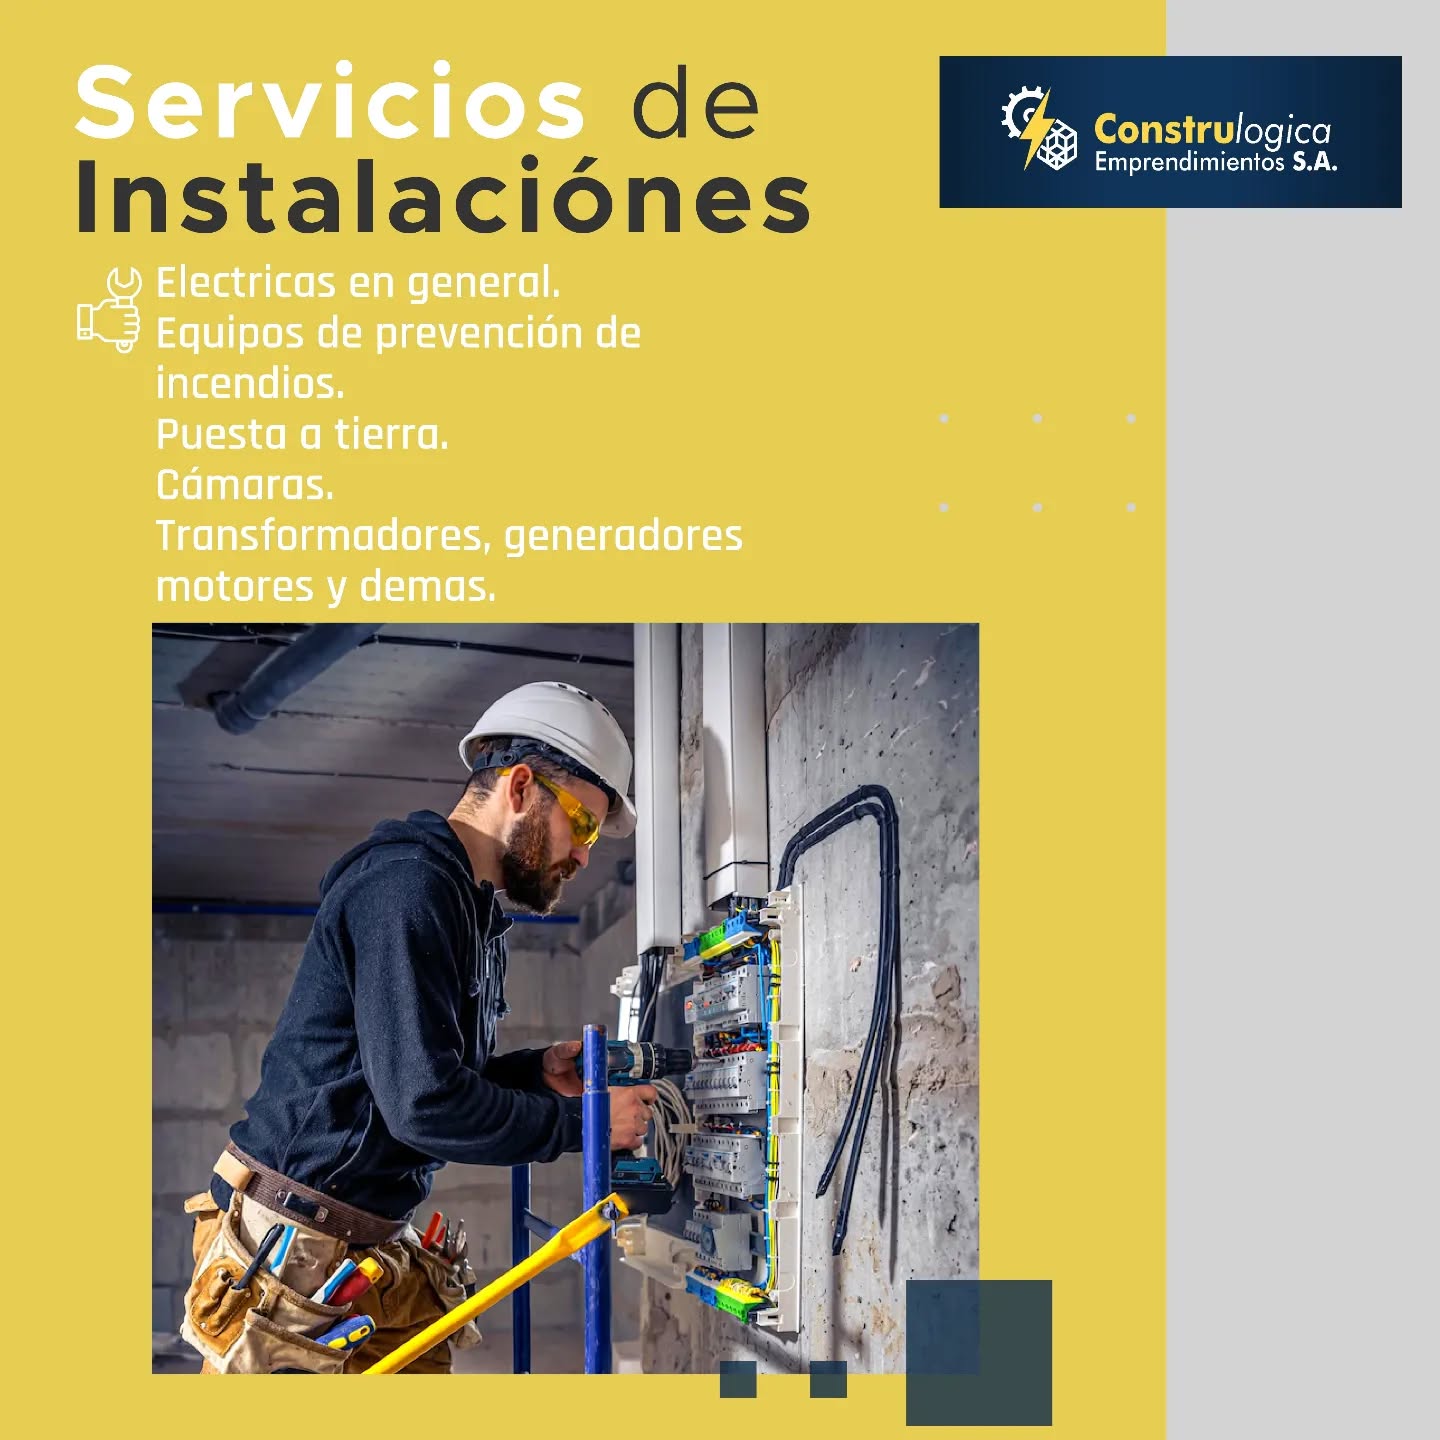 Servicios de
Instalaciónes
Construlogica
Emprendimientos S.A.
Electricas en general.
Equipos de prevención de
incendios.
Puesta a tierra.
Cámaras.
Transformadores, generadores
motores y demas.